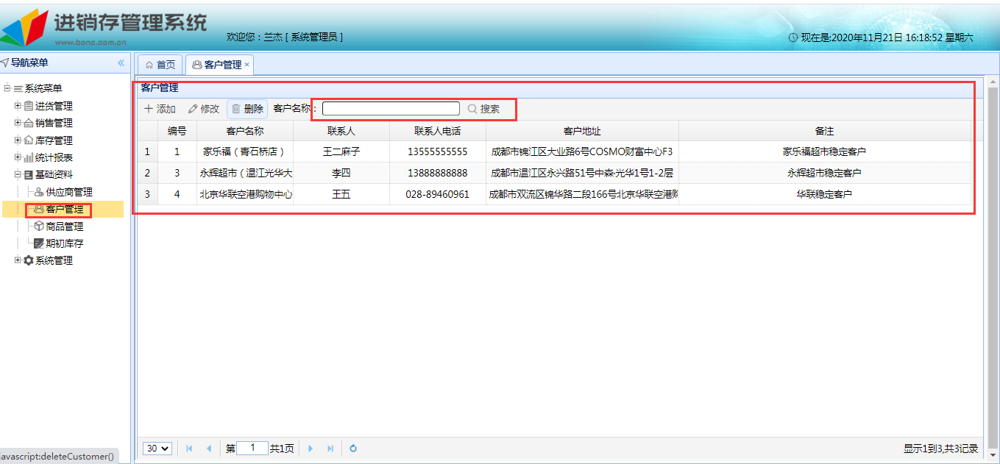 进销存管理系统
www.bano.com.cn
欢迎您：兰杰 [ 系统管理员 ]
现在是:2020年11月21日 16:18:52 星期六
导航菜单
系统菜单
进货管理
销售管理
库存管理
统计报表
基础资料
供应商管理
客户管理
商品管理
期初库存
系统管理
首页 客户管理 ×
客户管理
添加 修改 删除 客户名称： 搜索
编号 客户名称 联系人 联系人电话 客户地址 备注
1 1 家乐福（青石桥店） 王二麻子 13555555555 成都市锦江区大业路6号COSMO财富中心F3 家乐福超市稳定客户
2 3 永辉超市（温江光华大 李四 13888888888 成都市温江区永兴路51号中森·光华1号1-2层 永辉超市稳定客户
3 4 北京华联空港购物中心 王五 028-89460961 成都市双流区锦华路二段166号北京华联空港购 华联稳定客户
30 第 1 共1页 显示1到3,共3记录
javascript:deleteCustomer()